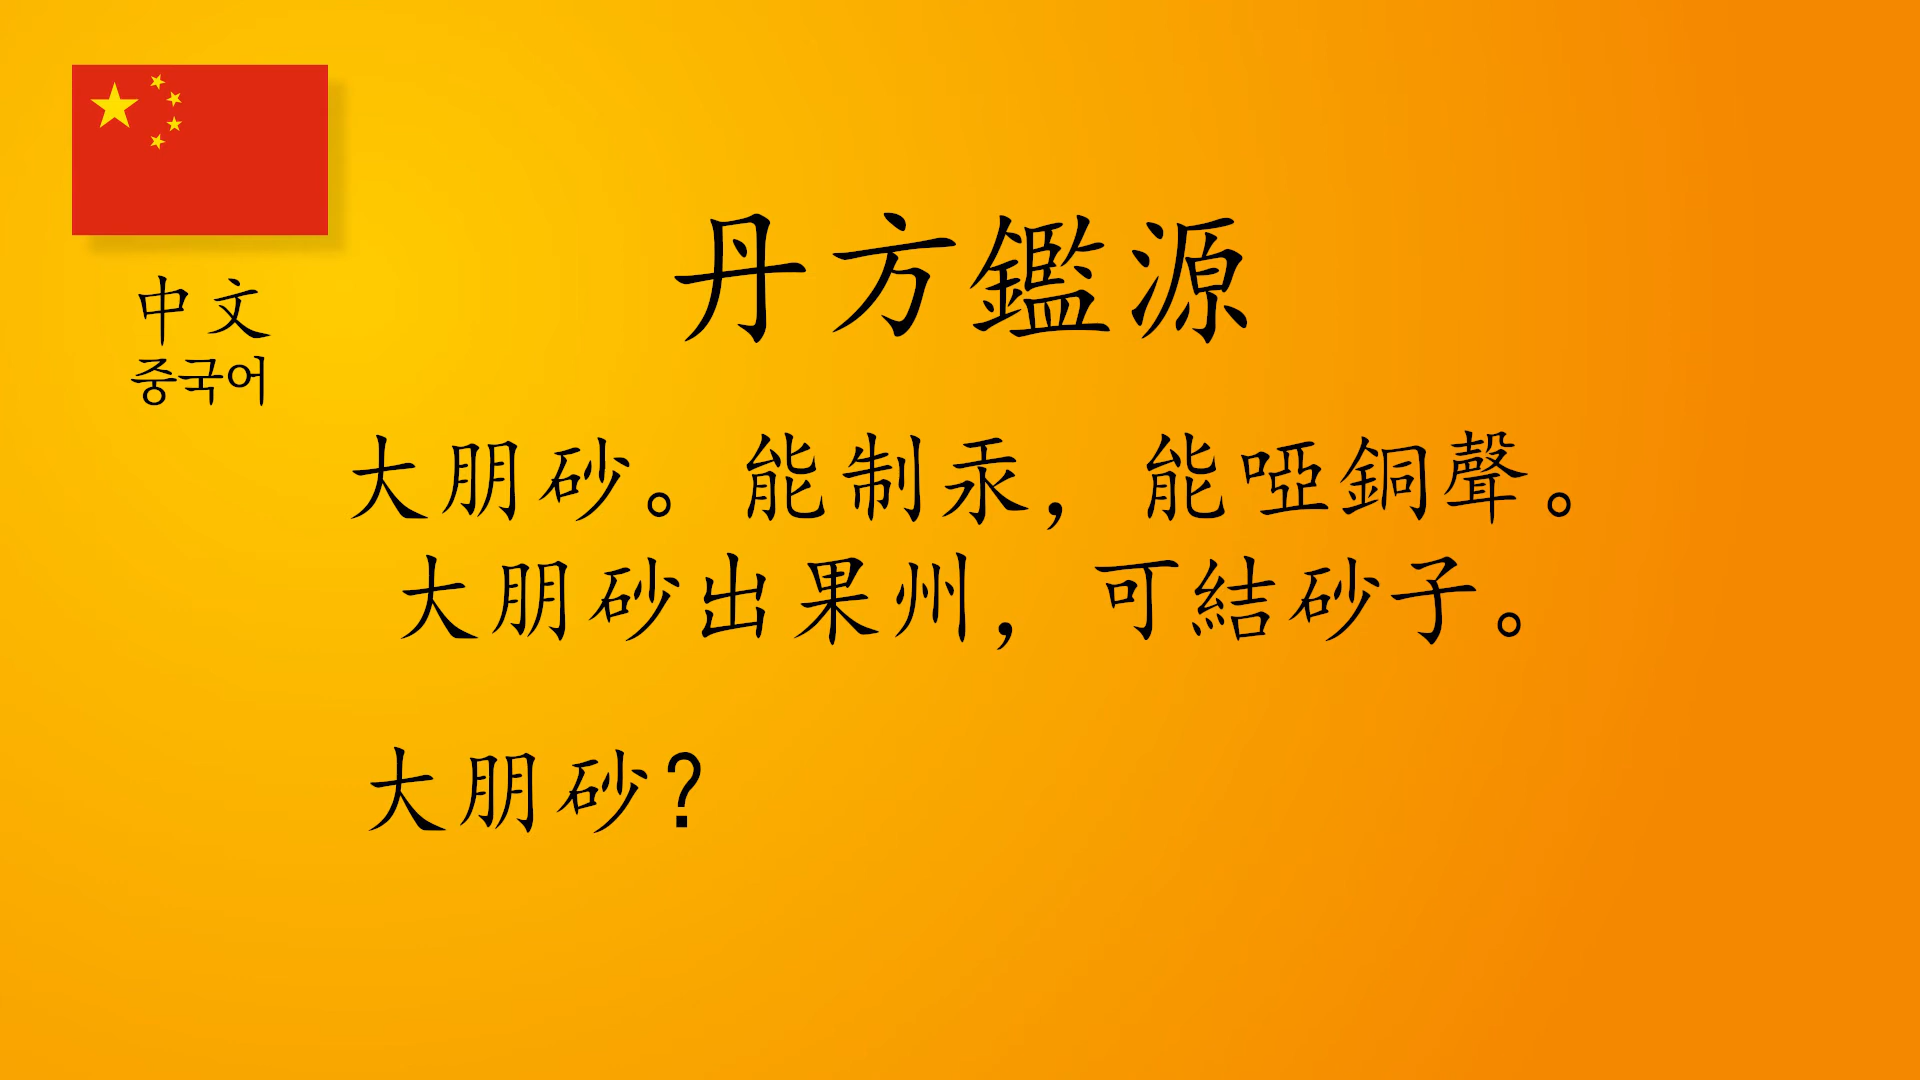 中文
중국어
丹方鑑源
大朋砂。能制汞，能啞銅聲。
大朋砂出果州，可結砂子。
大朋砂？